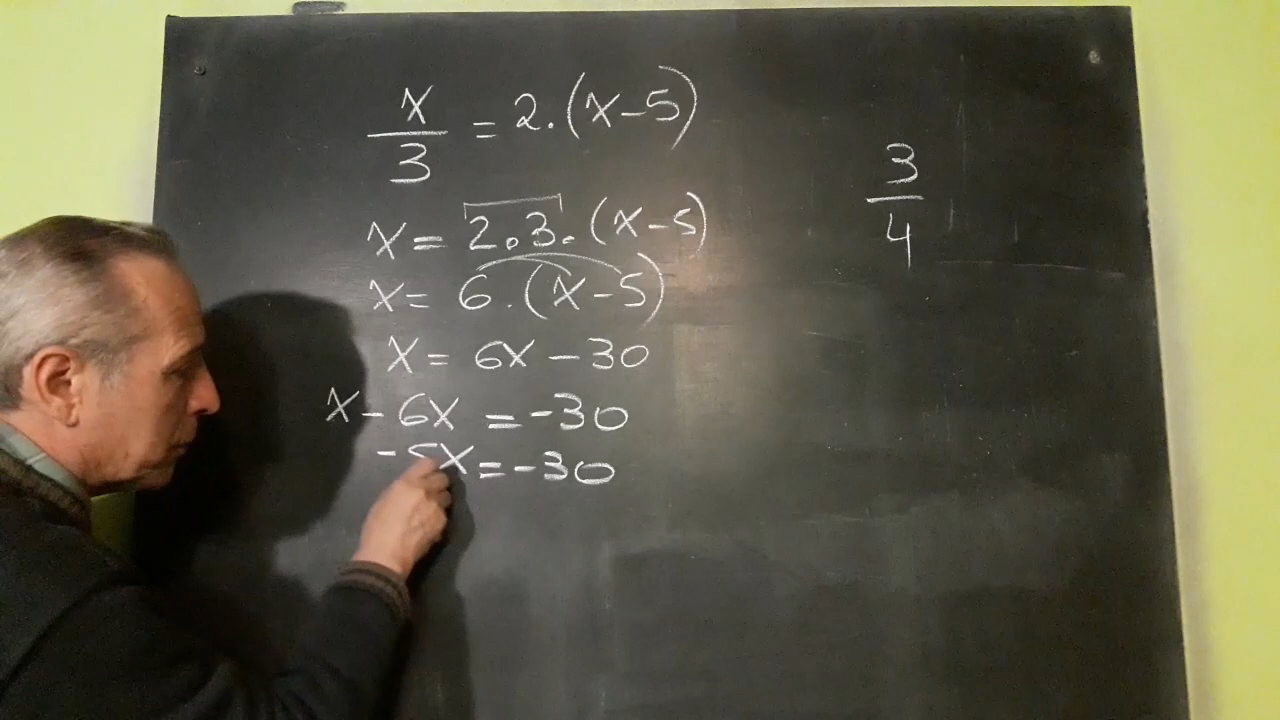 x/3 = 2.(x-5)
x = 2.3.(x-5)
x = 6.(x-5)
x = 6x - 30
x - 6x = -30
-5x = -30
3/4